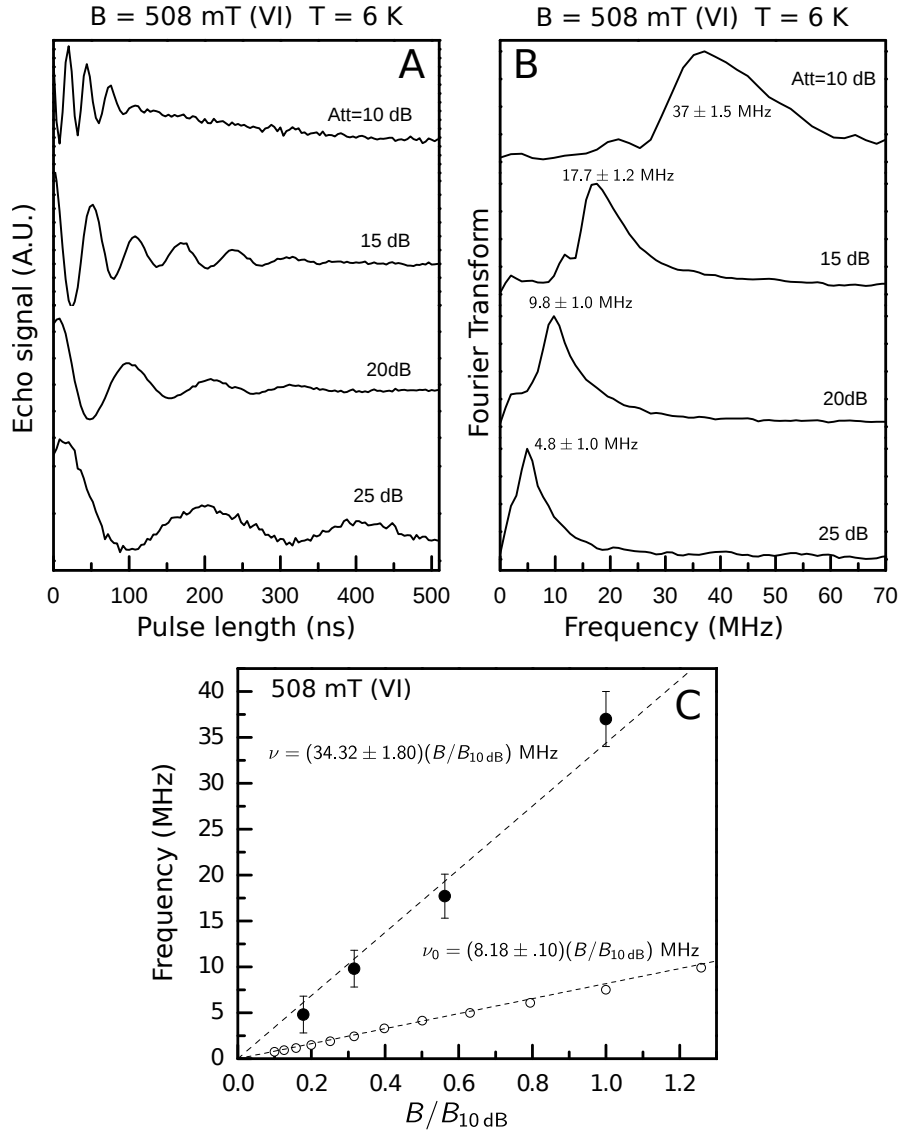 B = 508 mT (VI) T = 6 K
B = 508 mT (VI) T = 6 K
A
Att=10 dB
15 dB
20dB
25 dB
Echo signal (A.U.)
0 100 200 300 400 500
Pulse length (ns)
B
Att=10 dB
37 ± 1.5 MHz
17.7 ± 1.2 MHz
15 dB
9.8 ± 1.0 MHz
20dB
4.8 ± 1.0 MHz
25 dB
Fourier Transform
0 10 20 30 40 50 60 70
Frequency (MHz)
508 mT (VI)
C
ν = (34.32 ± 1.80)(B/B10 dB) MHz
ν0 = (8.18 ± .10)(B/B10 dB) MHz
Frequency (MHz)
40
35
30
25
20
15
10
5
0
0.0 0.2 0.4 0.6 0.8 1.0 1.2
B/B10 dB